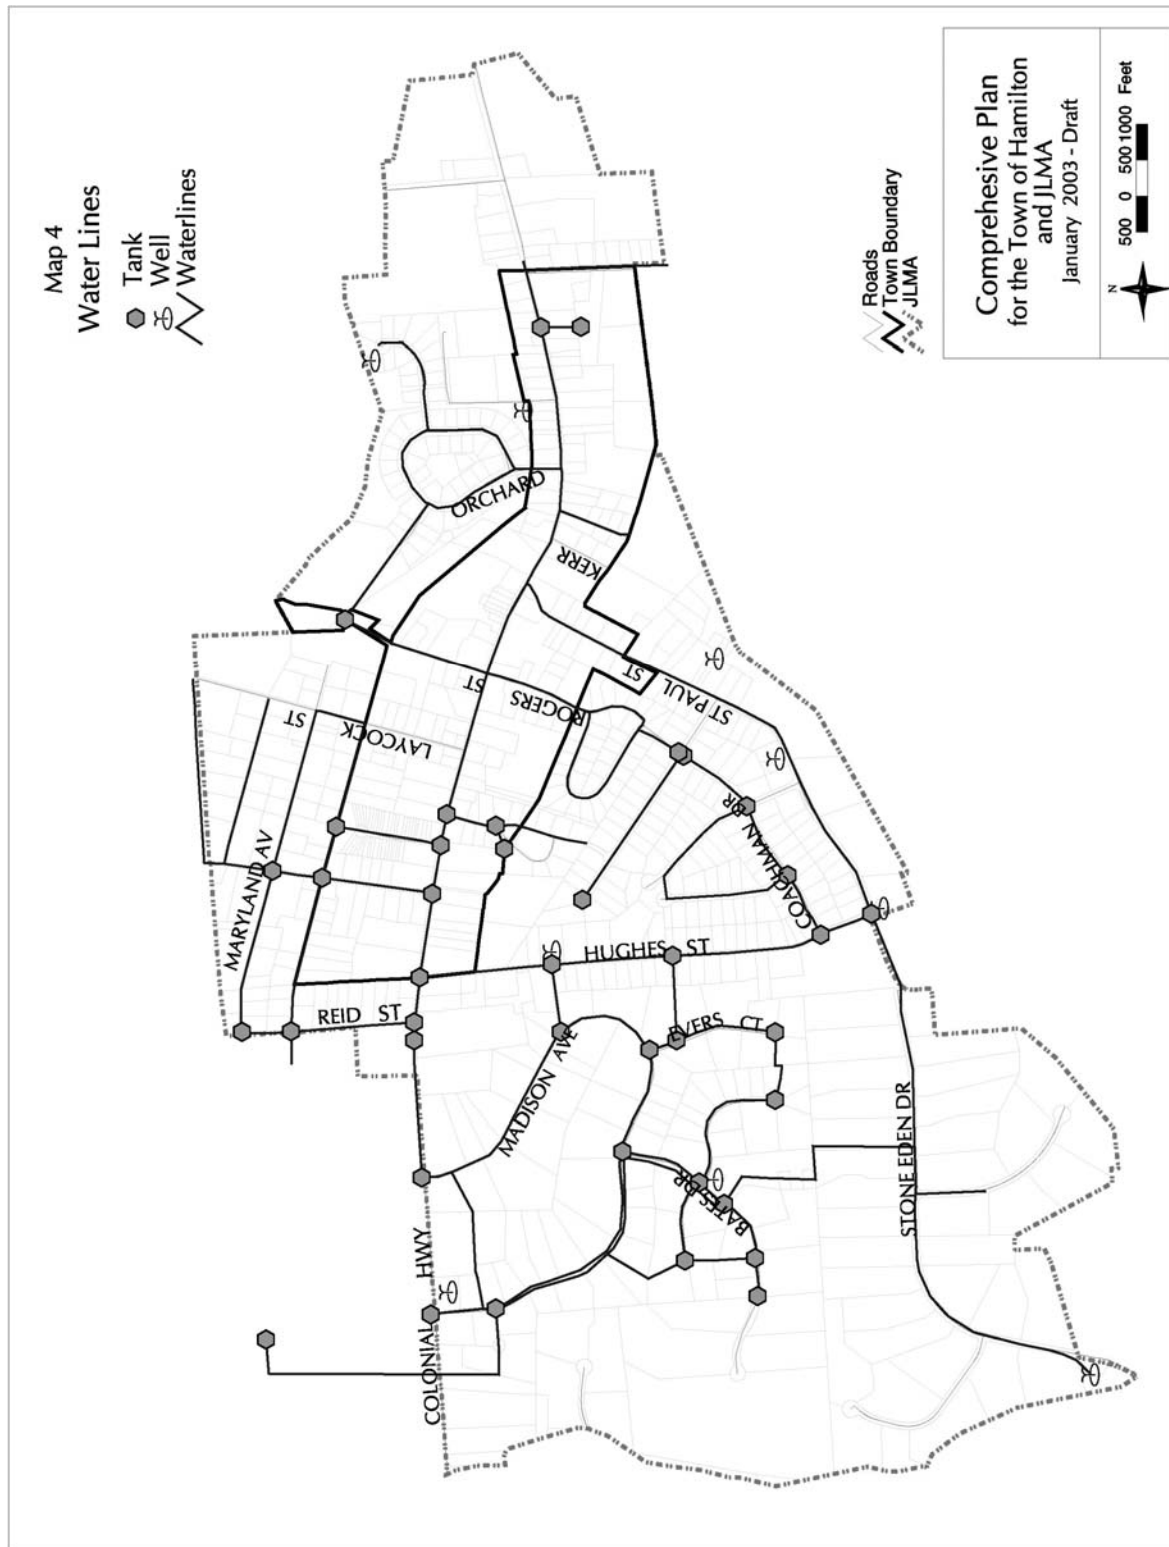 Map 4
Water Lines
Tank
Well
Waterlines
Roads
Town Boundary
JLMA
Comprehesive Plan
for the Town of Hamilton
and JLMA
January 2003 - Draft
N
500 0 500 1000 Feet
ORCHARD
KERR
ST
ROGERS
ST
ST PAUL
LAYCOCK
ST
MARYLAND AV
COACHMAN DR
HUGHES ST
REID ST
EVERS CT
MADISON AVE
BATES DR
STONE EDEN DR
COLONIAL HWY